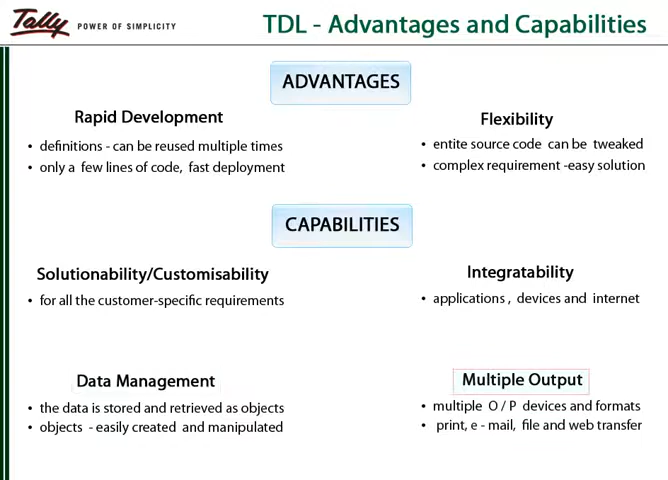 Tally POWER OF SIMPLICITY
TDL - Advantages and Capabilities
ADVANTAGES
Rapid Development
• definitions - can be reused multiple times
• only a few lines of code, fast deployment
Flexibility
• entite source code can be tweaked
• complex requirement -easy solution
CAPABILITIES
Solutionability/Customisability
• for all the customer-specific requirements
Integratability
• applications , devices and internet
Data Management
• the data is stored and retrieved as objects
• objects - easily created and manipulated
Multiple Output
• multiple O / P devices and formats
• print, e - mail, file and web transfer